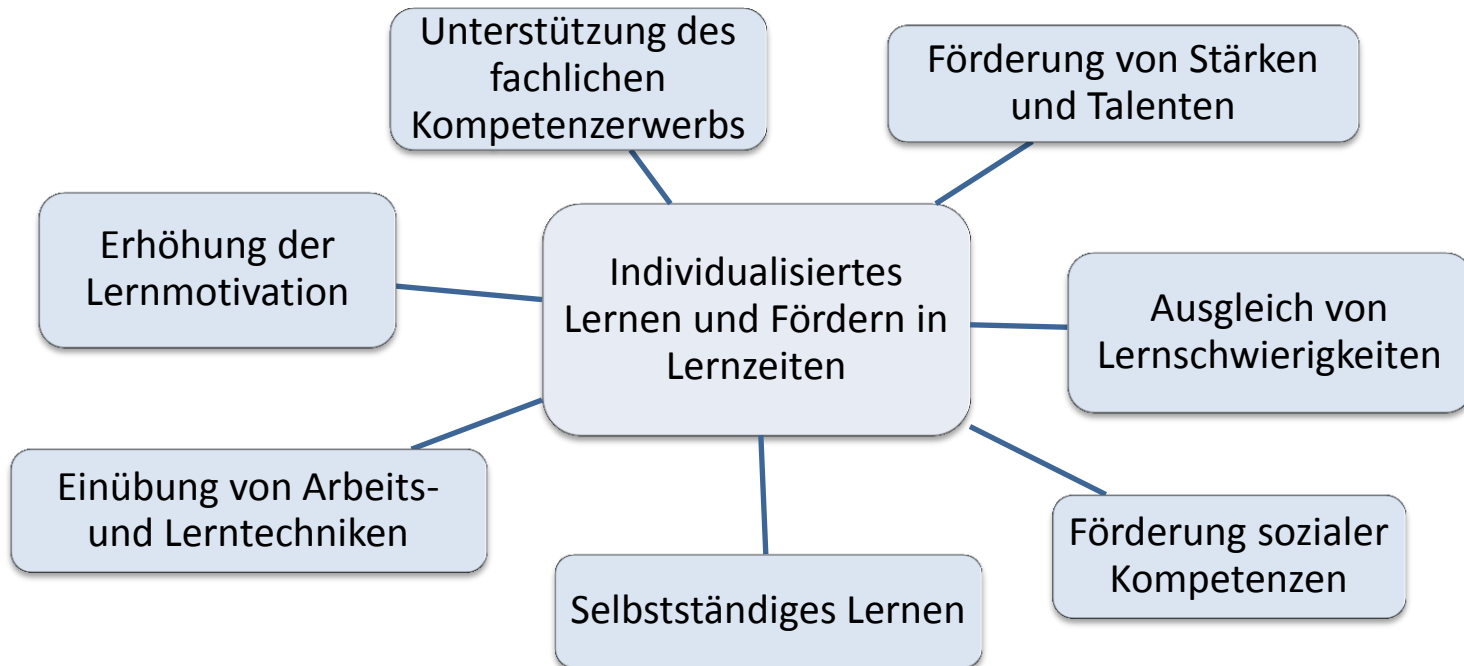 Unterstützung des
fachlichen
Kompetenzerwerbs
Förderung von Stärken
und Talenten
Erhöhung der
Lernmotivation
Individualisiertes
Lernen und Fördern in
Lernzeiten
Ausgleich von
Lernschwierigkeiten
Einübung von Arbeits-
und Lerntechniken
Förderung sozialer
Kompetenzen
Selbstständiges Lernen